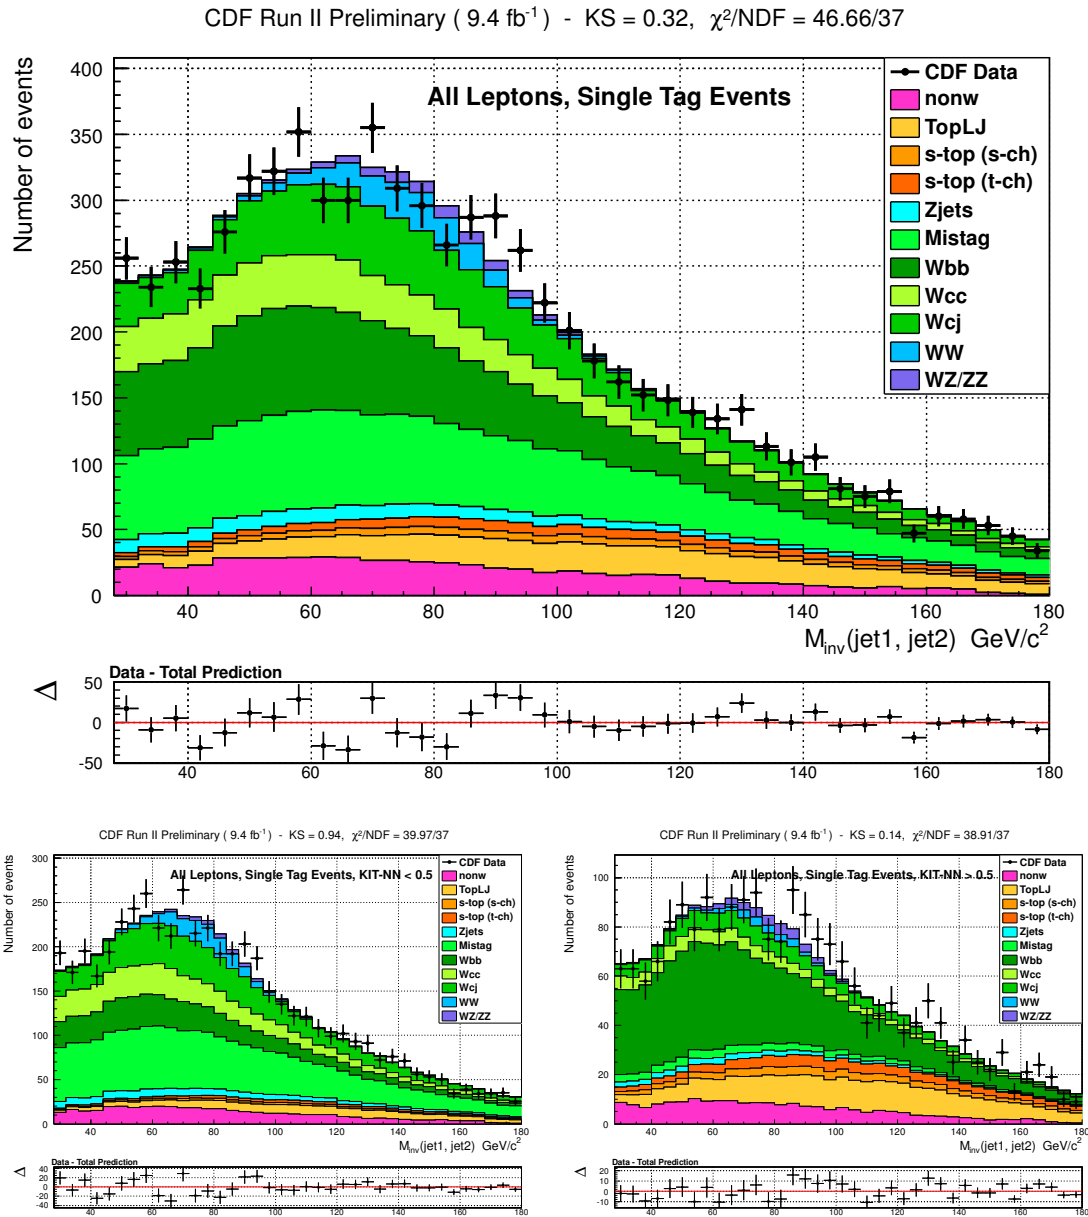 CDF Run II Preliminary ( 9.4 fb-1) - KS = 0.32, χ²/NDF = 46.66/37
Number of events
400
350
300
250
200
150
100
50
0
All Leptons, Single Tag Events
CDF Data
nonw
TopLJ
s-top (s-ch)
s-top (t-ch)
Zjets
Mistag
Wbb
Wcc
Wcj
WW
WZ/ZZ
40 60 80 100 120 140 160 180
Minv(jet1, jet2) GeV/c²
Data - Total Prediction
Δ
50
0
-50
40 60 80 100 120 140 160 180
CDF Run II Preliminary ( 9.4 fb-1) - KS = 0.94, χ²/NDF = 39.97/37
Number of events
300
250
200
150
100
50
0
All Leptons, Single Tag Events, KIT-NN < 0.5
CDF Data
nonw
TopLJ
s-top (s-ch)
s-top (t-ch)
Zjets
Mistag
Wbb
Wcc
Wcj
WW
WZ/ZZ
40 60 80 100 120 140 160 180
Minv(jet1, jet2) GeV/c²
Data - Total Prediction
Δ
40
20
0
-20
-40
40 60 80 100 120 140 160 180
CDF Run II Preliminary ( 9.4 fb-1) - KS = 0.14, χ²/NDF = 38.91/37
Number of events
100
80
60
40
20
0
All Leptons, Single Tag Events, KIT-NN > 0.5
CDF Data
nonw
TopLJ
s-top (s-ch)
s-top (t-ch)
Zjets
Mistag
Wbb
Wcc
Wcj
WW
WZ/ZZ
40 60 80 100 120 140 160 180
Minv(jet1, jet2) GeV/c²
Data - Total Prediction
Δ
20
10
0
-10
40 60 80 100 120 140 160 180